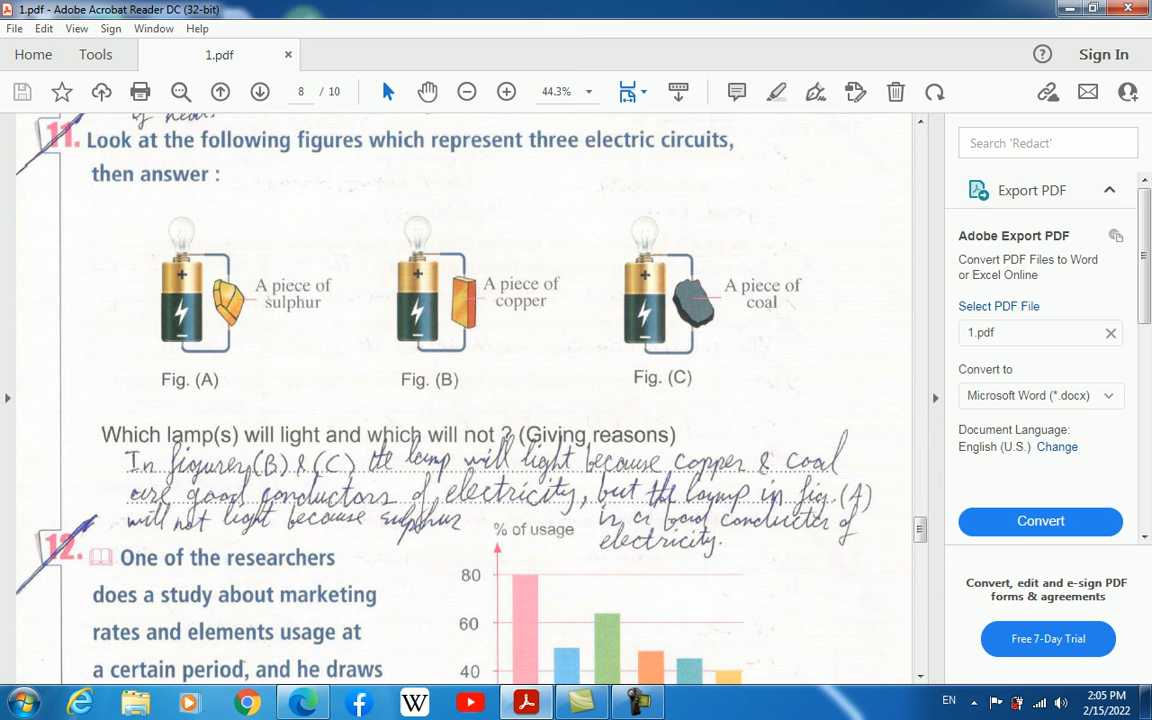 1.pdf - Adobe Acrobat Reader DC (32-bit)
File Edit View Sign Window Help
Home Tools 1.pdf × Sign In
8 / 10 44.3%
of heat.
11. Look at the following figures which represent three electric circuits,
then answer :
A piece of
sulphur
A piece of
copper
A piece of
coal
Fig. (A) Fig. (B) Fig. (C)
Which lamp(s) will light and which will not ? (Giving reasons)
In figures (B) & (C) the lamp will light because copper & coal
are good conductors of electricity, but the lamp in fig. (A)
will not light because sulphur is a bad conductor of
electricity.
12. One of the researchers
does a study about marketing
rates and elements usage at
a certain period, and he draws
% of usage
80
60
40
Search 'Redact'
Export PDF
Adobe Export PDF
Convert PDF Files to Word
or Excel Online
Select PDF File
1.pdf
Convert to
Microsoft Word (*.docx)
Document Language:
English (U.S.) Change
Convert
Convert, edit and e-sign PDF
forms & agreements
Free 7-Day Trial
EN
2:05 PM
2/15/2022